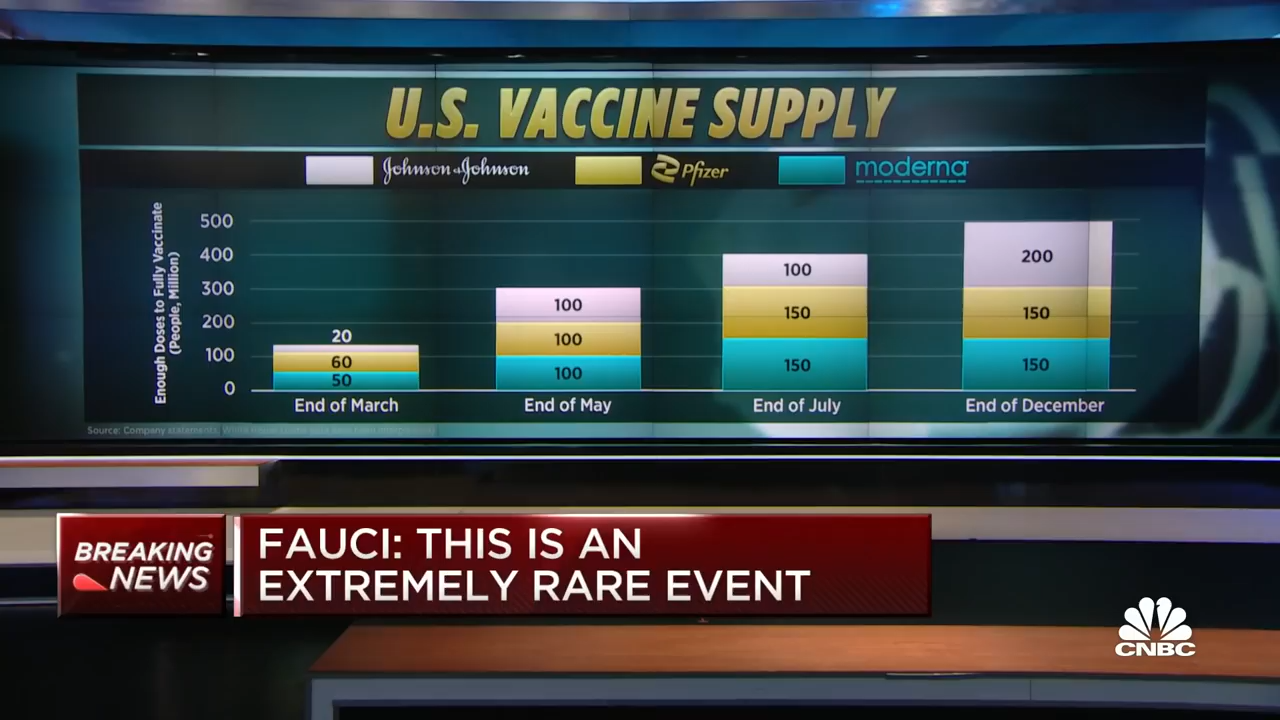 U.S. VACCINE SUPPLY
Johnson & Johnson Pfizer moderna
Enough Doses to Fully Vaccinate
(People, Million)
500
400
300
200
100
0
20
60
50
100
100
100
100
150
150
200
150
150
End of March End of May End of July End of December
Source: Company statements,
BREAKING
NEWS
FAUCI: THIS IS AN
EXTREMELY RARE EVENT
CNBC